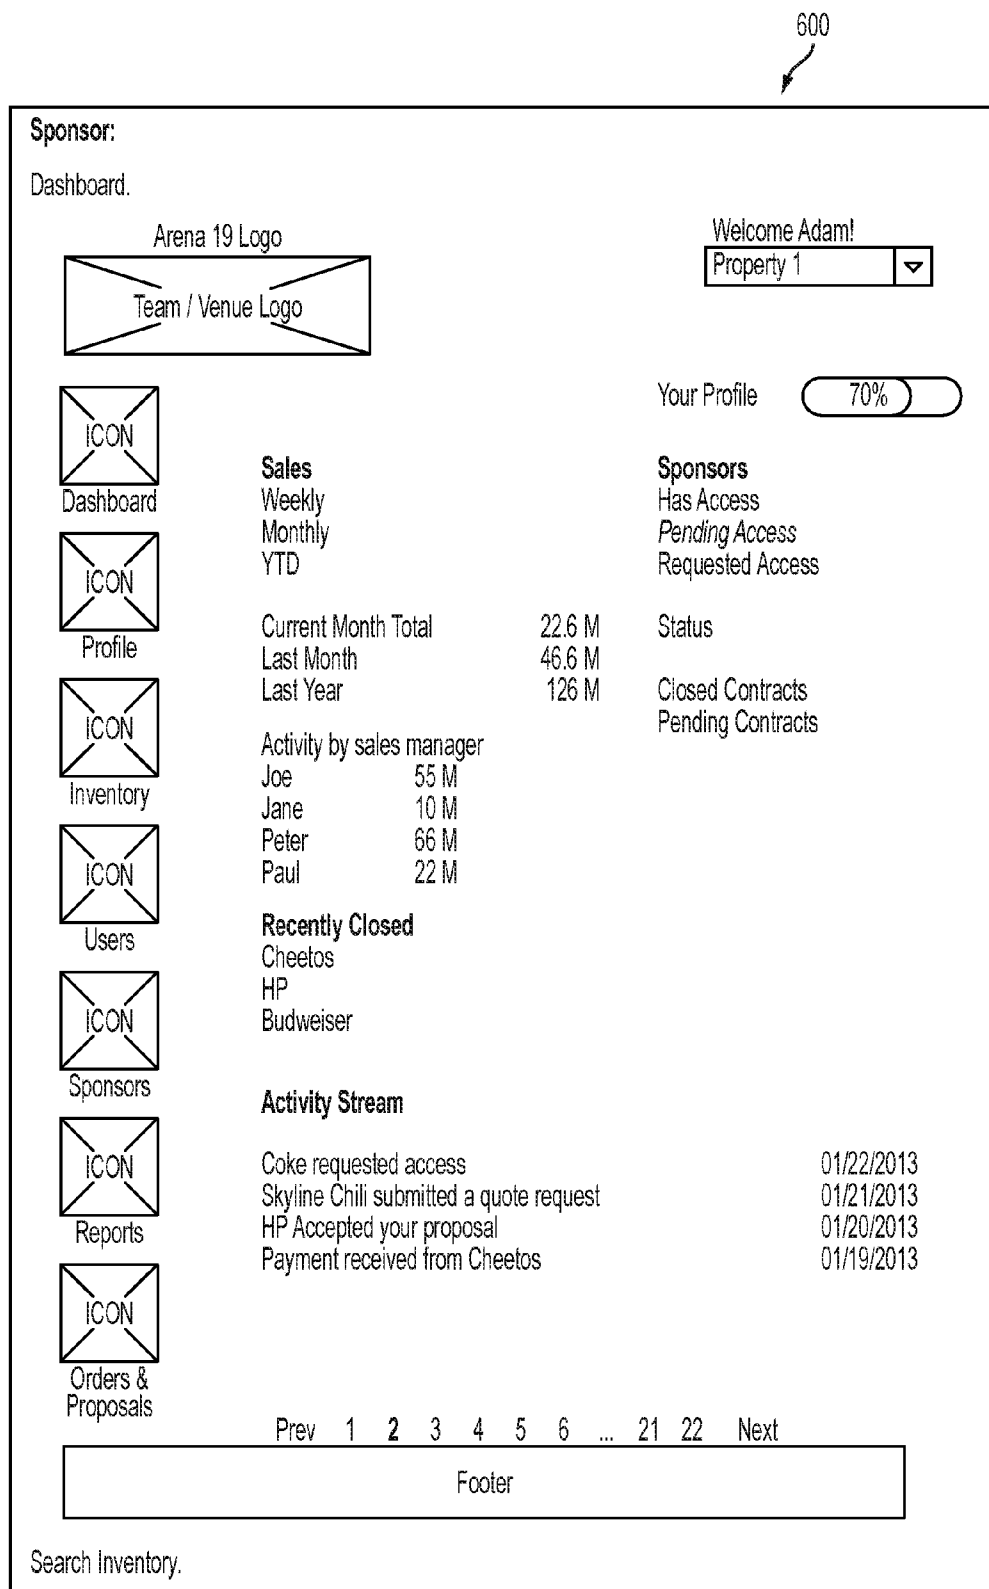 600
Sponsor:
Dashboard.
Arena 19 Logo
Team / Venue Logo
Welcome Adam!
Property 1
Your Profile 70%
ICON
Dashboard
ICON
Profile
ICON
Inventory
ICON
Users
ICON
Sponsors
ICON
Reports
ICON
Orders &
Proposals
Sales
Weekly
Monthly
YTD
Current Month Total 22.6 M
Last Month 46.6 M
Last Year 126 M
Activity by sales manager
Joe 55 M
Jane 10 M
Peter 66 M
Paul 22 M
Recently Closed
Cheetos
HP
Budweiser
Sponsors
Has Access
Pending Access
Requested Access
Status
Closed Contracts
Pending Contracts
Activity Stream
Coke requested access 01/22/2013
Skyline Chili submitted a quote request 01/21/2013
HP Accepted your proposal 01/20/2013
Payment received from Cheetos 01/19/2013
Prev 1 2 3 4 5 6 ... 21 22 Next
Footer
Search Inventory.